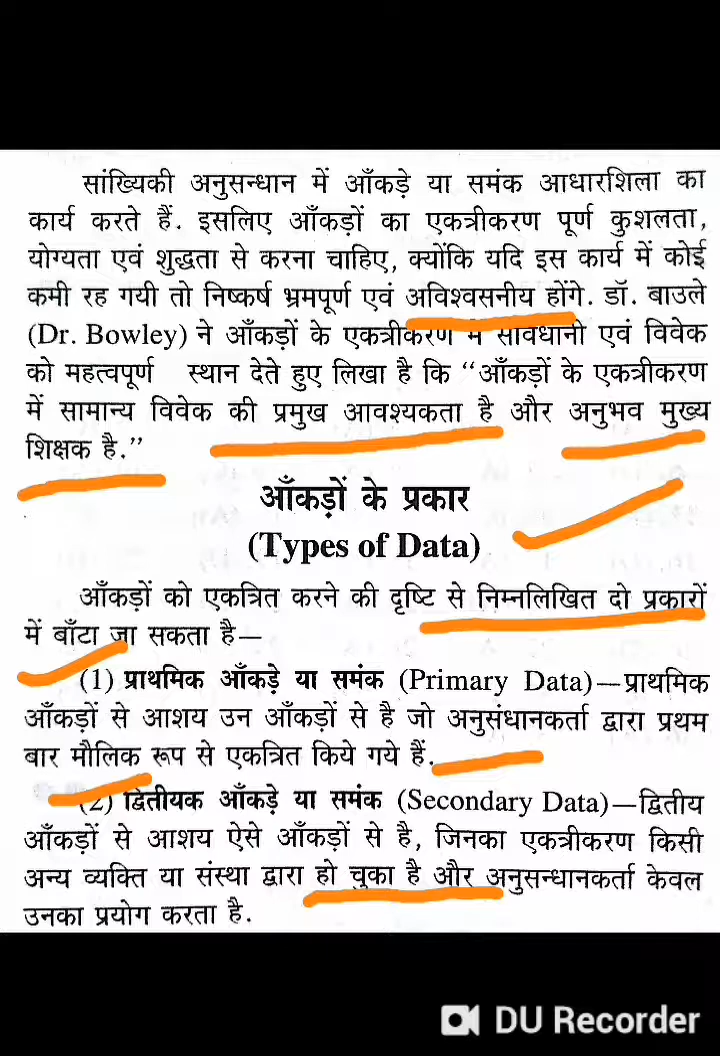 सांख्यिकी अनुसन्धान में आँकड़े या समंक आधारशिला का
कार्य करते हैं. इसलिए आँकड़ों का एकत्रीकरण पूर्ण कुशलता,
योग्यता एवं शुद्धता से करना चाहिए, क्योंकि यदि इस कार्य में कोई
कमी रह गयी तो निष्कर्ष भ्रमपूर्ण एवं अविश्वसनीय होंगे. डॉ. बाउले
(Dr. Bowley) ने आँकड़ों के एकत्रीकरण में सावधानी एवं विवेक
को महत्वपूर्ण स्थान देते हुए लिखा है कि “आँकड़ों के एकत्रीकरण
में सामान्य विवेक की प्रमुख आवश्यकता है और अनुभव मुख्य
शिक्षक है.”
आँकड़ों के प्रकार
(Types of Data)
आँकड़ों को एकत्रित करने की दृष्टि से निम्नलिखित दो प्रकारों
में बाँटा जा सकता है—
(1) प्राथमिक आँकड़े या समंक (Primary Data)—प्राथमिक
आँकड़ों से आशय उन आँकड़ों से है जो अनुसंधानकर्ता द्वारा प्रथम
बार मौलिक रूप से एकत्रित किये गये हैं.
(2) द्वितीयक आँकड़े या समंक (Secondary Data)—द्वितीय
आँकड़ों से आशय ऐसे आँकड़ों से है, जिनका एकत्रीकरण किसी
अन्य व्यक्ति या संस्था द्वारा हो चुका है और अनुसन्धानकर्ता केवल
उनका प्रयोग करता है.
DU Recorder